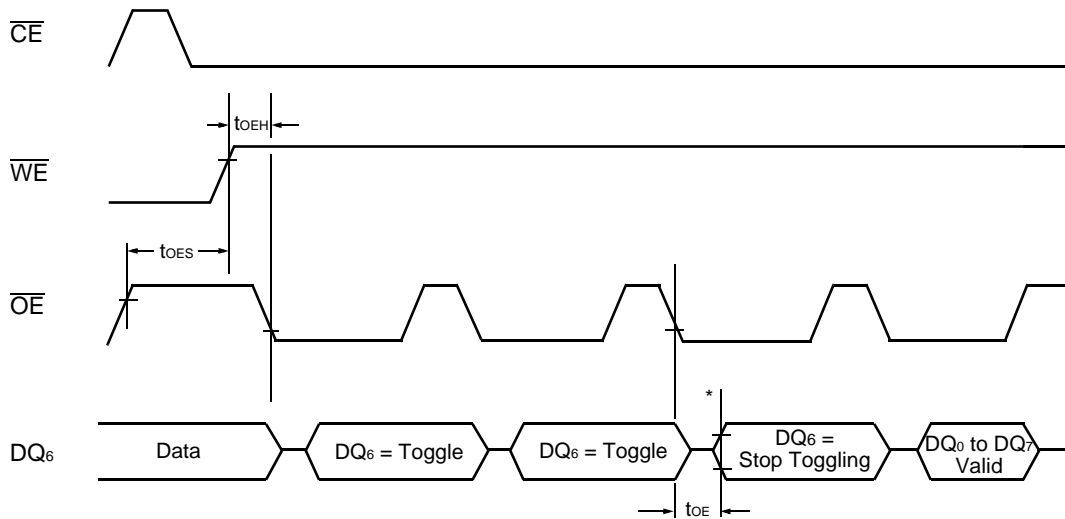 CE
tOEH
WE
tOES
OE
*
DQ6
Data
DQ6 = Toggle
DQ6 = Toggle
DQ6 =
Stop Toggling
DQ0 to DQ7
Valid
tOE